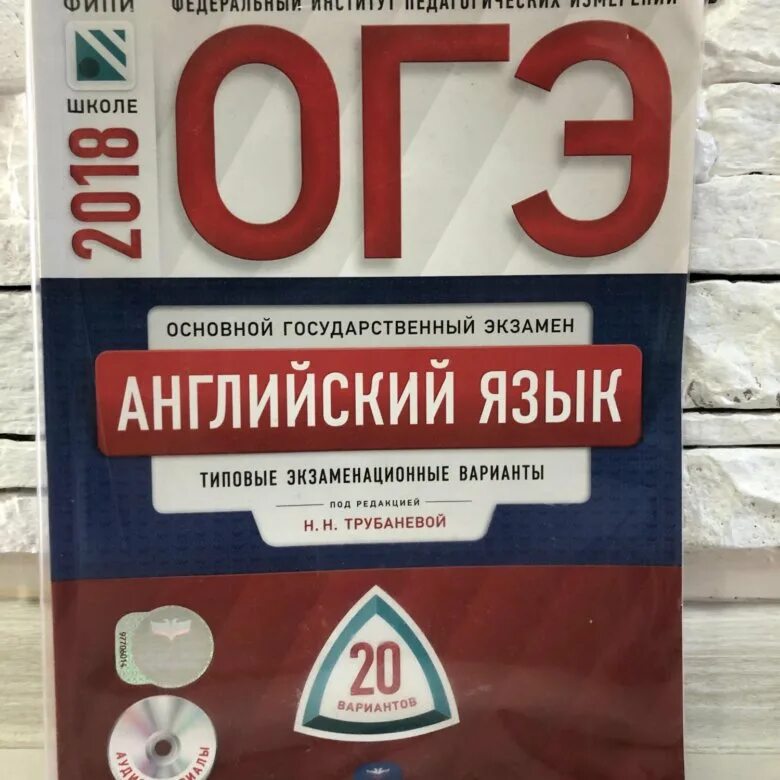 ФИПИ
ШКОЛЕ
2018
ФЕДЕРАЛЬНЫЙ ИНСТИТУТ ПЕДАГОГИЧЕСКИХ ИЗМЕРЕНИЙ
ОГЭ
ОСНОВНОЙ ГОСУДАРСТВЕННЫЙ ЭКЗАМЕН
АНГЛИЙСКИЙ ЯЗЫК
ТИПОВЫЕ ЭКЗАМЕНАЦИОННЫЕ ВАРИАНТЫ
ПОД РЕДАКЦИЕЙ
Н. Н. ТРУБАНЕВОЙ
97706014
20
ВАРИАНТОВ